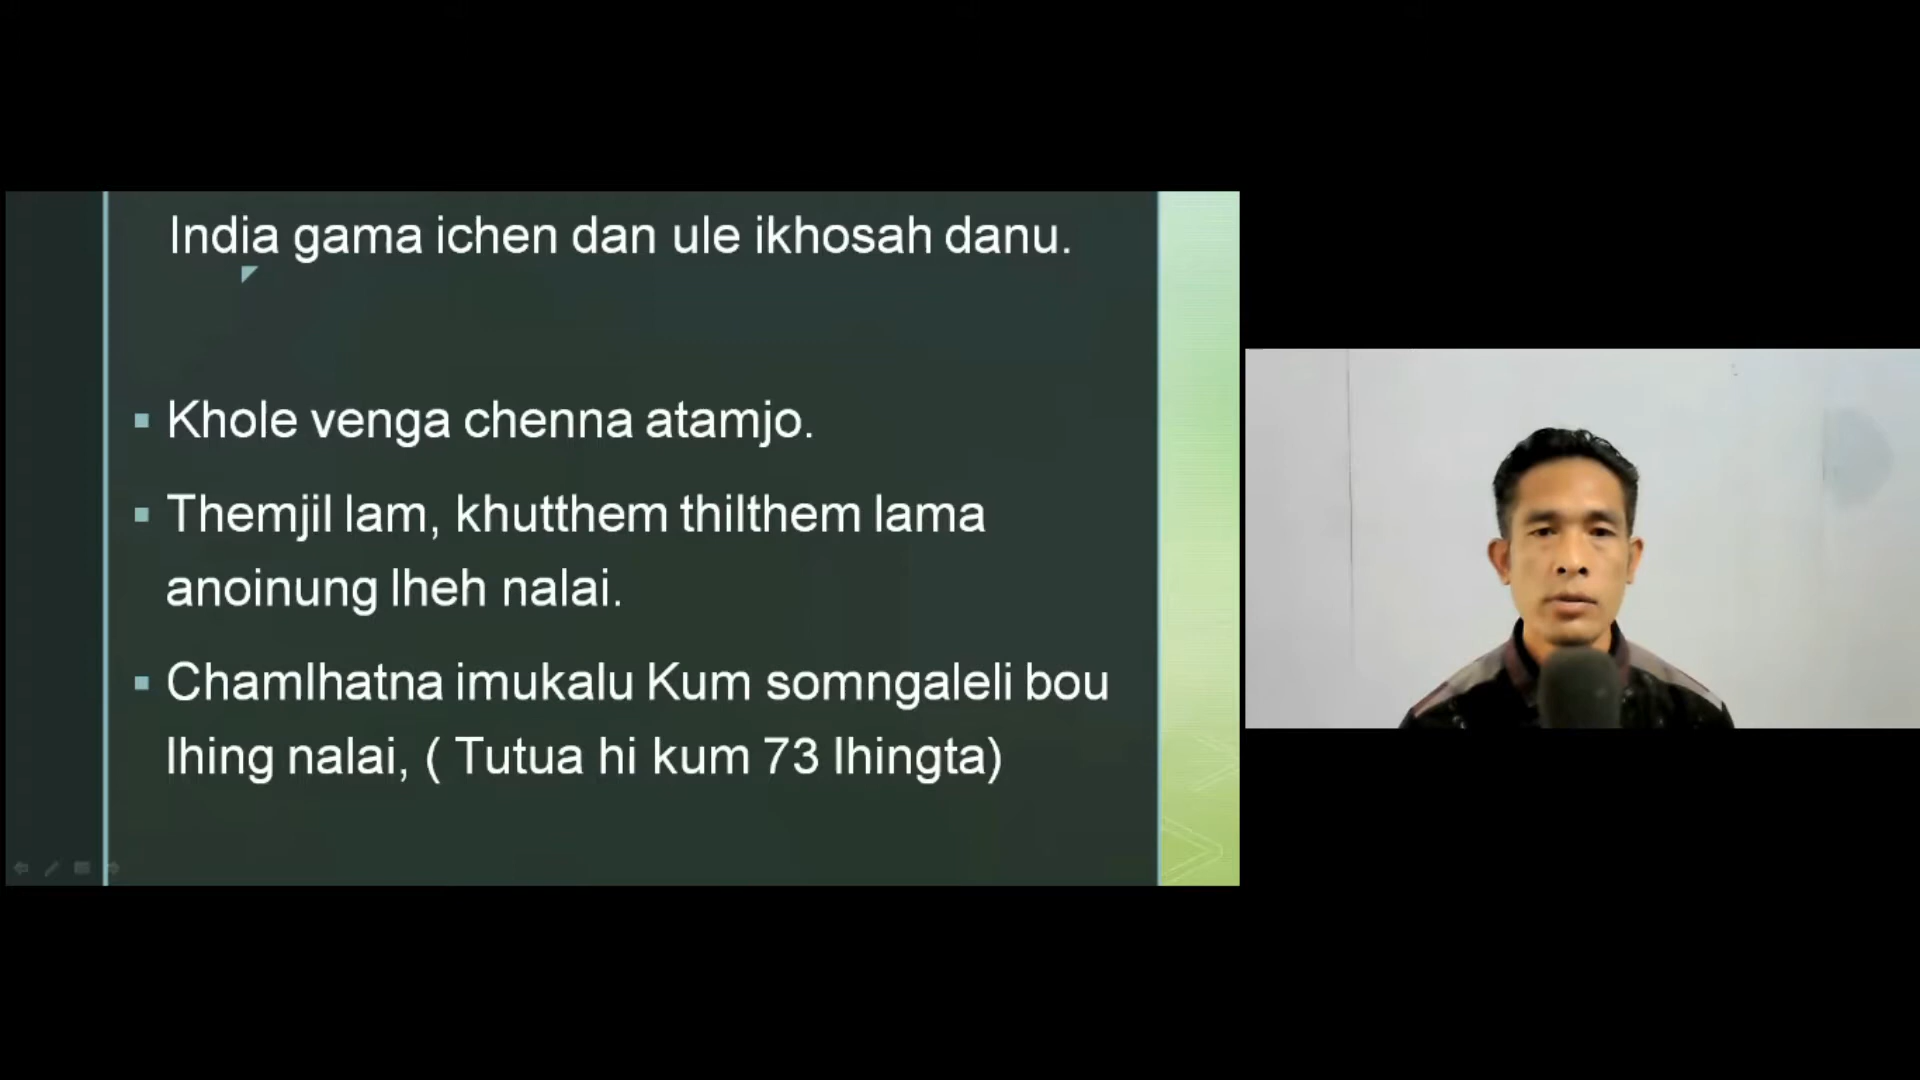 India gama ichen dan ule ikhosah danu.
Khole venga chenna atamjo.
Themjil lam, khutthem thilthem lama
anoinung lheh nalai.
Chamlhatna imukalu Kum somngaleli bou
lhing nalai, ( Tutua hi kum 73 lhingta)